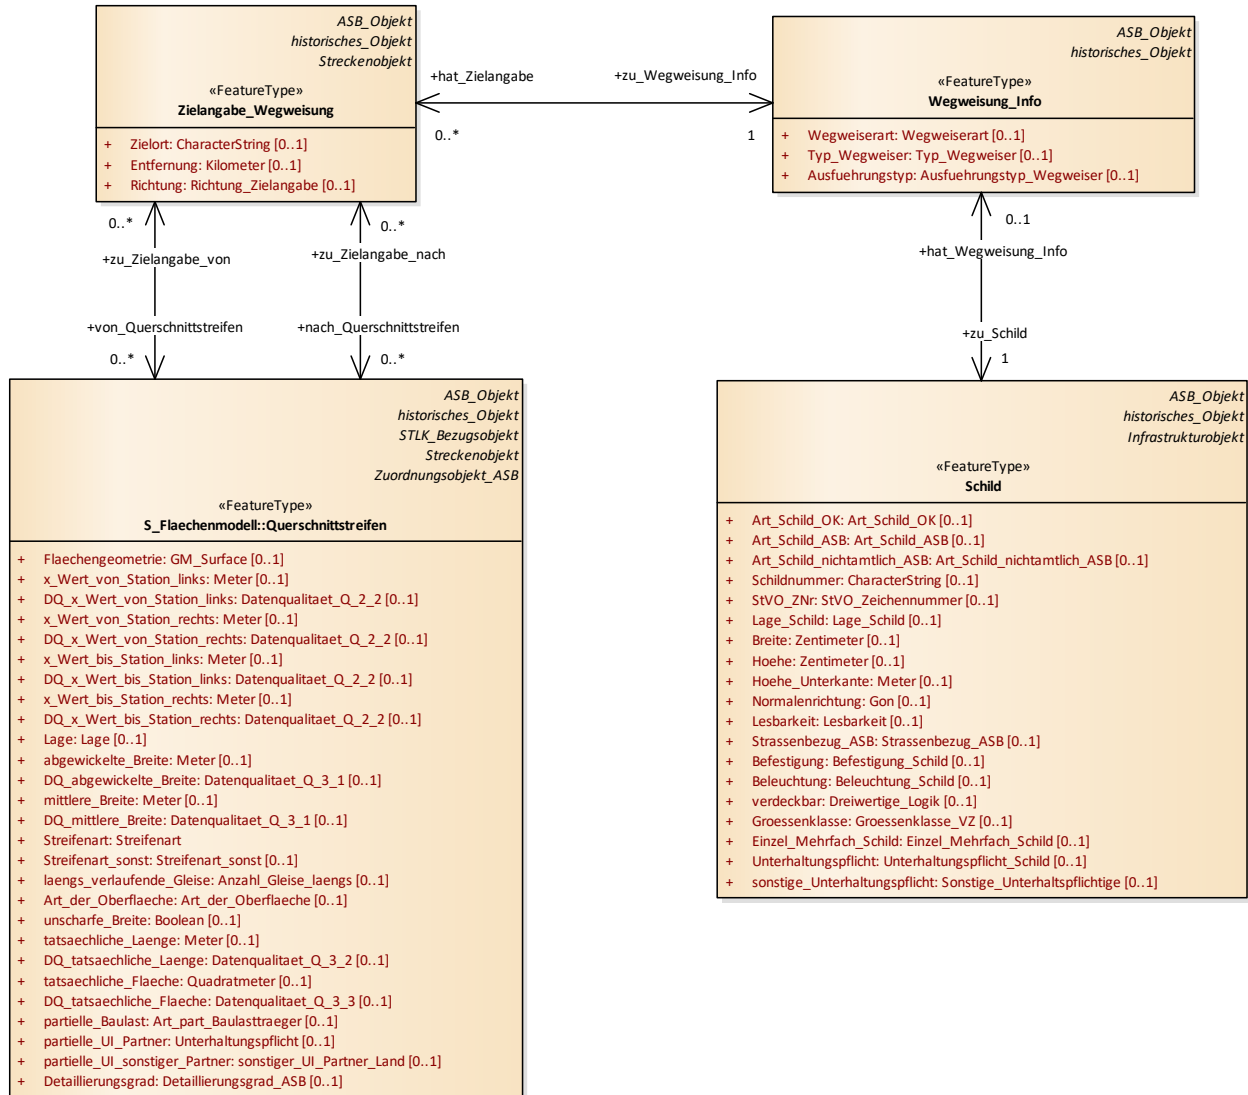 ASB_Objekt
historisches_Objekt
Streckenobjekt
«FeatureType»
Zielangabe_Wegweisung
+ Zielort: CharacterString [0..1]
+ Entfernung: Kilometer [0..1]
+ Richtung: Richtung_Zielangabe [0..1]
+hat_Zielangabe
0..*
+zu_Wegweisung_Info
1
ASB_Objekt
historisches_Objekt
«FeatureType»
Wegweisung_Info
+ Wegweiserart: Wegweiserart [0..1]
+ Typ_Wegweiser: Typ_Wegweiser [0..1]
+ Ausfuehrungstyp: Ausfuehrungstyp_Wegweiser [0..1]
0..*
+zu_Zielangabe_von
+von_Querschnittstreifen
0..*
0..*
+zu_Zielangabe_nach
+nach_Querschnittstreifen
0..*
0..1
+hat_Wegweisung_Info
+zu_Schild
1
ASB_Objekt
historisches_Objekt
STLK_Bezugsobjekt
Streckenobjekt
Zuordnungsobjekt_ASB
«FeatureType»
S_Flaechenmodell::Querschnittstreifen
+ Flaechengeometrie: GM_Surface [0..1]
+ x_Wert_von_Station_links: Meter [0..1]
+ DQ_x_Wert_von_Station_links: Datenqualitaet_Q_2_2 [0..1]
+ x_Wert_von_Station_rechts: Meter [0..1]
+ DQ_x_Wert_von_Station_rechts: Datenqualitaet_Q_2_2 [0..1]
+ x_Wert_bis_Station_links: Meter [0..1]
+ DQ_x_Wert_bis_Station_links: Datenqualitaet_Q_2_2 [0..1]
+ x_Wert_bis_Station_rechts: Meter [0..1]
+ DQ_x_Wert_bis_Station_rechts: Datenqualitaet_Q_2_2 [0..1]
+ Lage: Lage [0..1]
+ abgewickelte_Breite: Meter [0..1]
+ DQ_abgewickelte_Breite: Datenqualitaet_Q_3_1 [0..1]
+ mittlere_Breite: Meter [0..1]
+ DQ_mittlere_Breite: Datenqualitaet_Q_3_1 [0..1]
+ Streifenart: Streifenart
+ Streifenart_sonst: Streifenart_sonst [0..1]
+ laengs_verlaufende_Gleise: Anzahl_Gleise_laengs [0..1]
+ Art_der_Oberflaeche: Art_der_Oberflaeche [0..1]
+ unscharfe_Breite: Boolean [0..1]
+ tatsaechliche_Laenge: Meter [0..1]
+ DQ_tatsaechliche_Laenge: Datenqualitaet_Q_3_2 [0..1]
+ tatsaechliche_Flaeche: Quadratmeter [0..1]
+ DQ_tatsaechliche_Flaeche: Datenqualitaet_Q_3_3 [0..1]
+ partielle_Baulast: Art_part_Baulasttraeger [0..1]
+ partielle_UI_Partner: Unterhaltungspflicht [0..1]
+ partielle_UI_sonstiger_Partner: sonstiger_UI_Partner_Land [0..1]
+ Detaillierungsgrad: Detaillierungsgrad_ASB [0..1]
ASB_Objekt
historisches_Objekt
Infrastrukturobjekt
«FeatureType»
Schild
+ Art_Schild_OK: Art_Schild_OK [0..1]
+ Art_Schild_ASB: Art_Schild_ASB [0..1]
+ Art_Schild_nichtamtlich_ASB: Art_Schild_nichtamtlich_ASB [0..1]
+ Schildnummer: CharacterString [0..1]
+ StVO_ZNr: StVO_Zeichennummer [0..1]
+ Lage_Schild: Lage_Schild [0..1]
+ Breite: Zentimeter [0..1]
+ Hoehe: Zentimeter [0..1]
+ Hoehe_Unterkante: Meter [0..1]
+ Normalenrichtung: Gon [0..1]
+ Lesbarkeit: Lesbarkeit [0..1]
+ Strassenbezug_ASB: Strassenbezug_ASB [0..1]
+ Befestigung: Befestigung_Schild [0..1]
+ Beleuchtung: Beleuchtung_Schild [0..1]
+ verdeckbar: Dreiwertige_Logik [0..1]
+ Groessenklasse: Groessenklasse_VZ [0..1]
+ Einzel_Mehrfach_Schild: Einzel_Mehrfach_Schild [0..1]
+ Unterhaltungspflicht: Unterhaltungspflicht_Schild [0..1]
+ sonstige_Unterhaltungspflicht: Sonstige_Unterhaltspflichtige [0..1]